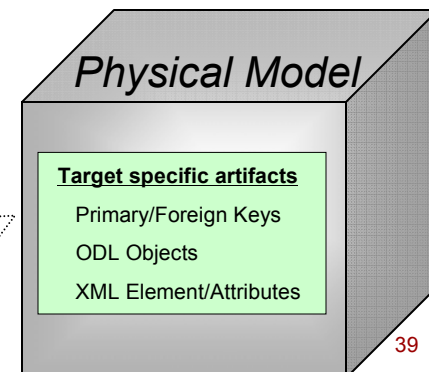 Physical Model
Target specific artifacts
Primary/Foreign Keys
ODL Objects
XML Element/Attributes
39